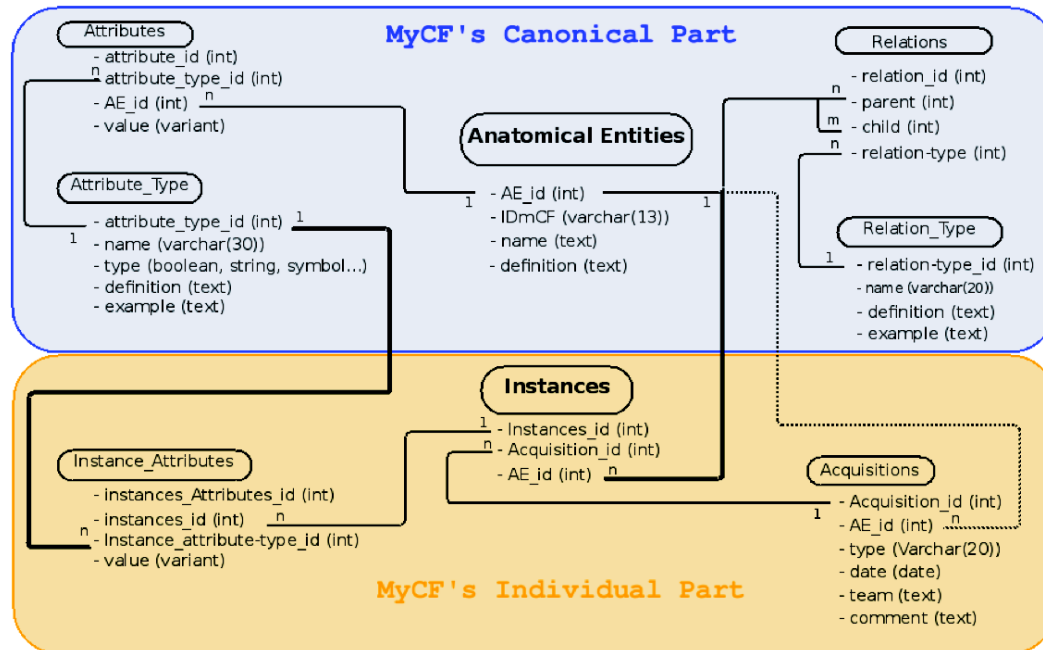 MyCF's Canonical Part
Attributes
- attribute_id (int)
n
- attribute_type_id (int)
- AE_id (int)
n
- value (variant)
Attribute_Type
- attribute_type_id (int)
1
1
- name (varchar(30))
- type (boolean, string, symbol...)
- definition (text)
- example (text)
Anatomical Entities
- AE_id (int)
1
1
- IDmCF (varchar(13))
- name (text)
- definition (text)
Relations
- relation_id (int)
n
- parent (int)
m
- child (int)
n
- relation-type (int)
Relation_Type
1
- relation-type_id (int)
- name (varchar(20))
- definition (text)
- example (text)
Instances
1
- Instances_id (int)
n
- Acquisition_id (int)
- AE_id (int)
n
Instance_Attributes
- instances_Attributes_id (int)
- instances_id (int)
n
n
- Instance_attribute-type_id (int)
- value (variant)
Acquisitions
- Acquisition_id (int)
1
- AE_id (int)
n
- type (Varchar(20))
- date (date)
- team (text)
- comment (text)
MyCF's Individual Part